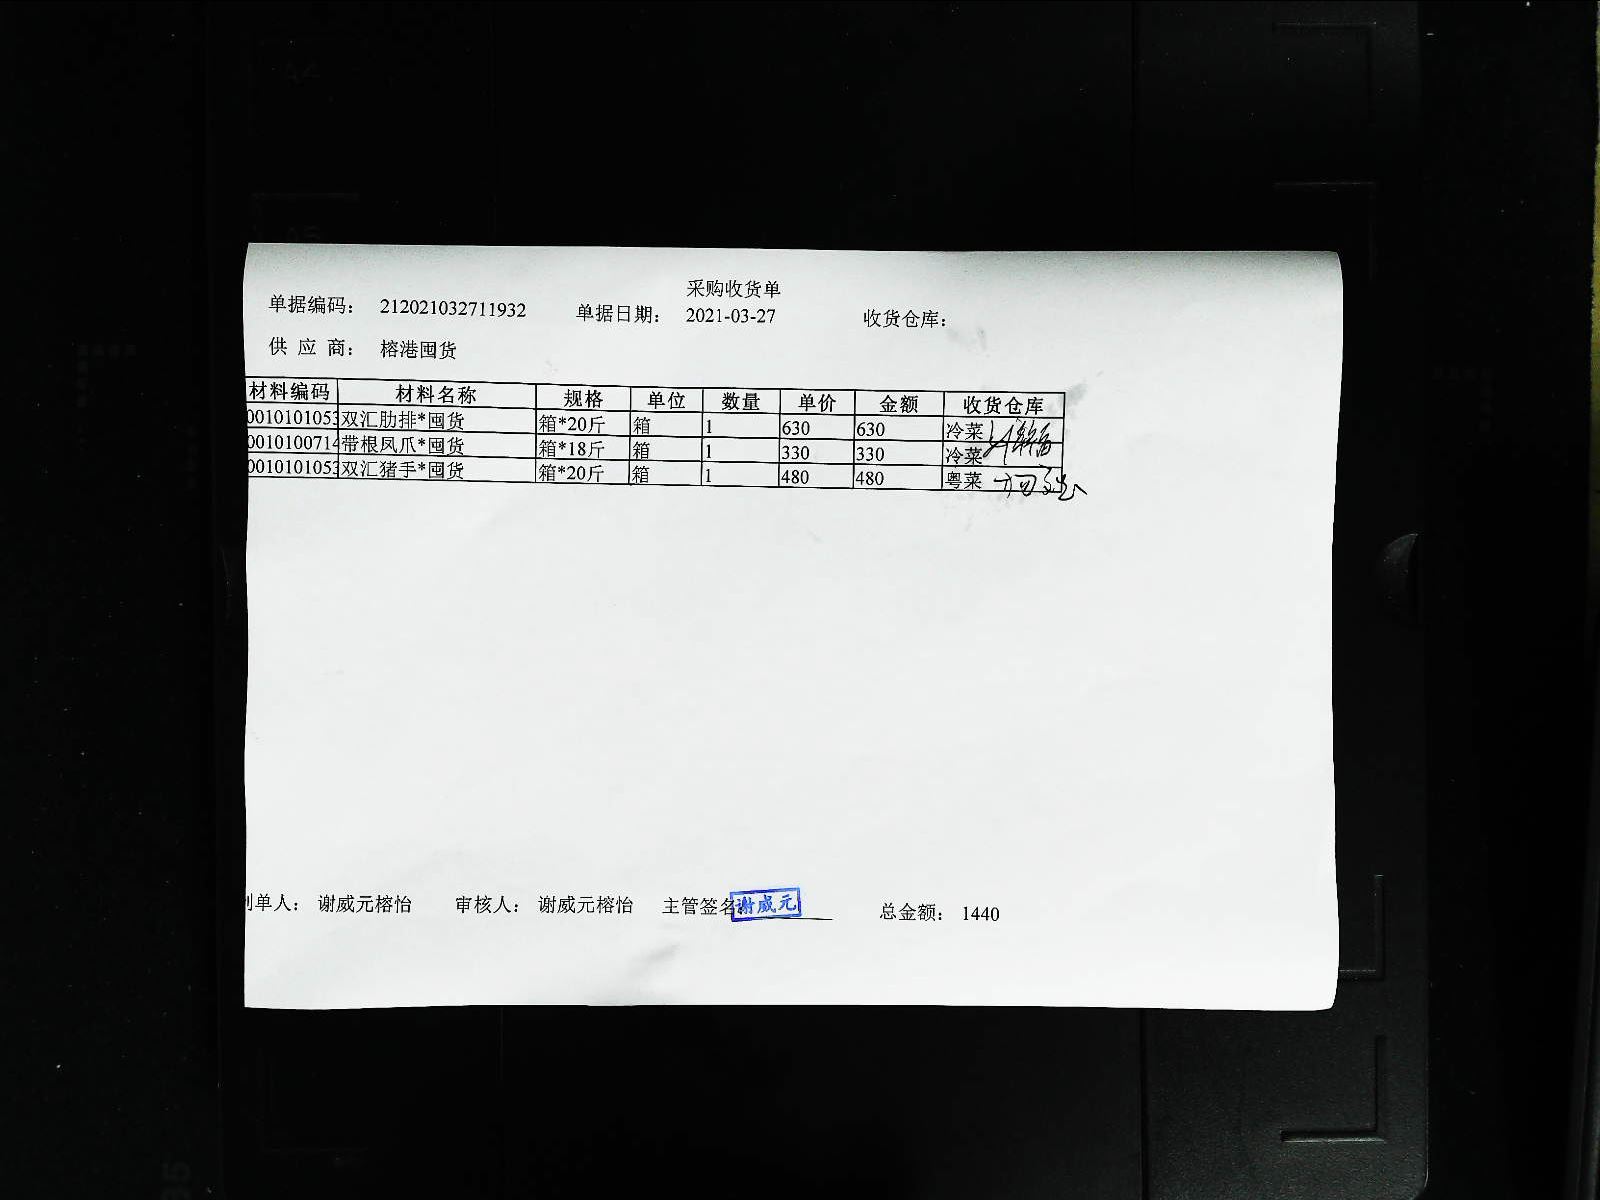 采购收货单
单据编码： 212021032711932 单据日期： 2021-03-27 收货仓库：
供 应 商： 榕港囤货
材料编码 材料名称 规格 单位 数量 单价 金额 收货仓库
0010101053 双汇肋排*囤货 箱*20斤 箱 1 630 630 冷菜
0010100714 带根凤爪*囤货 箱*18斤 箱 1 330 330 冷菜
0010101053 双汇猪手*囤货 箱*20斤 箱 1 480 480 粤菜
制单人： 谢威元榕怡 审核人： 谢威元榕怡 主管签名 谢威元 总金额： 1440